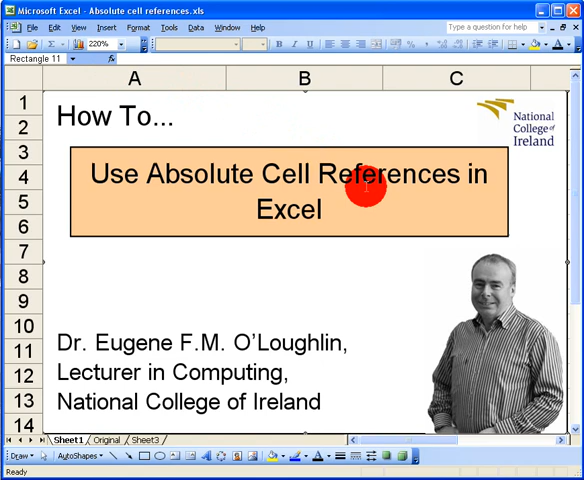 Microsoft Excel - Absolute cell references.xls
File Edit View Insert Format Tools Data Window Help
Type a question for help
220%
Rectangle 11
A B C
1
2
3
4
5
6
7
8
9
10
11
12
13
14
How To...
National
College of
Ireland
Use Absolute Cell References in
Excel
Dr. Eugene F.M. O'Loughlin,
Lecturer in Computing,
National College of Ireland
Sheet1 Original Sheet3
Draw AutoShapes
Ready